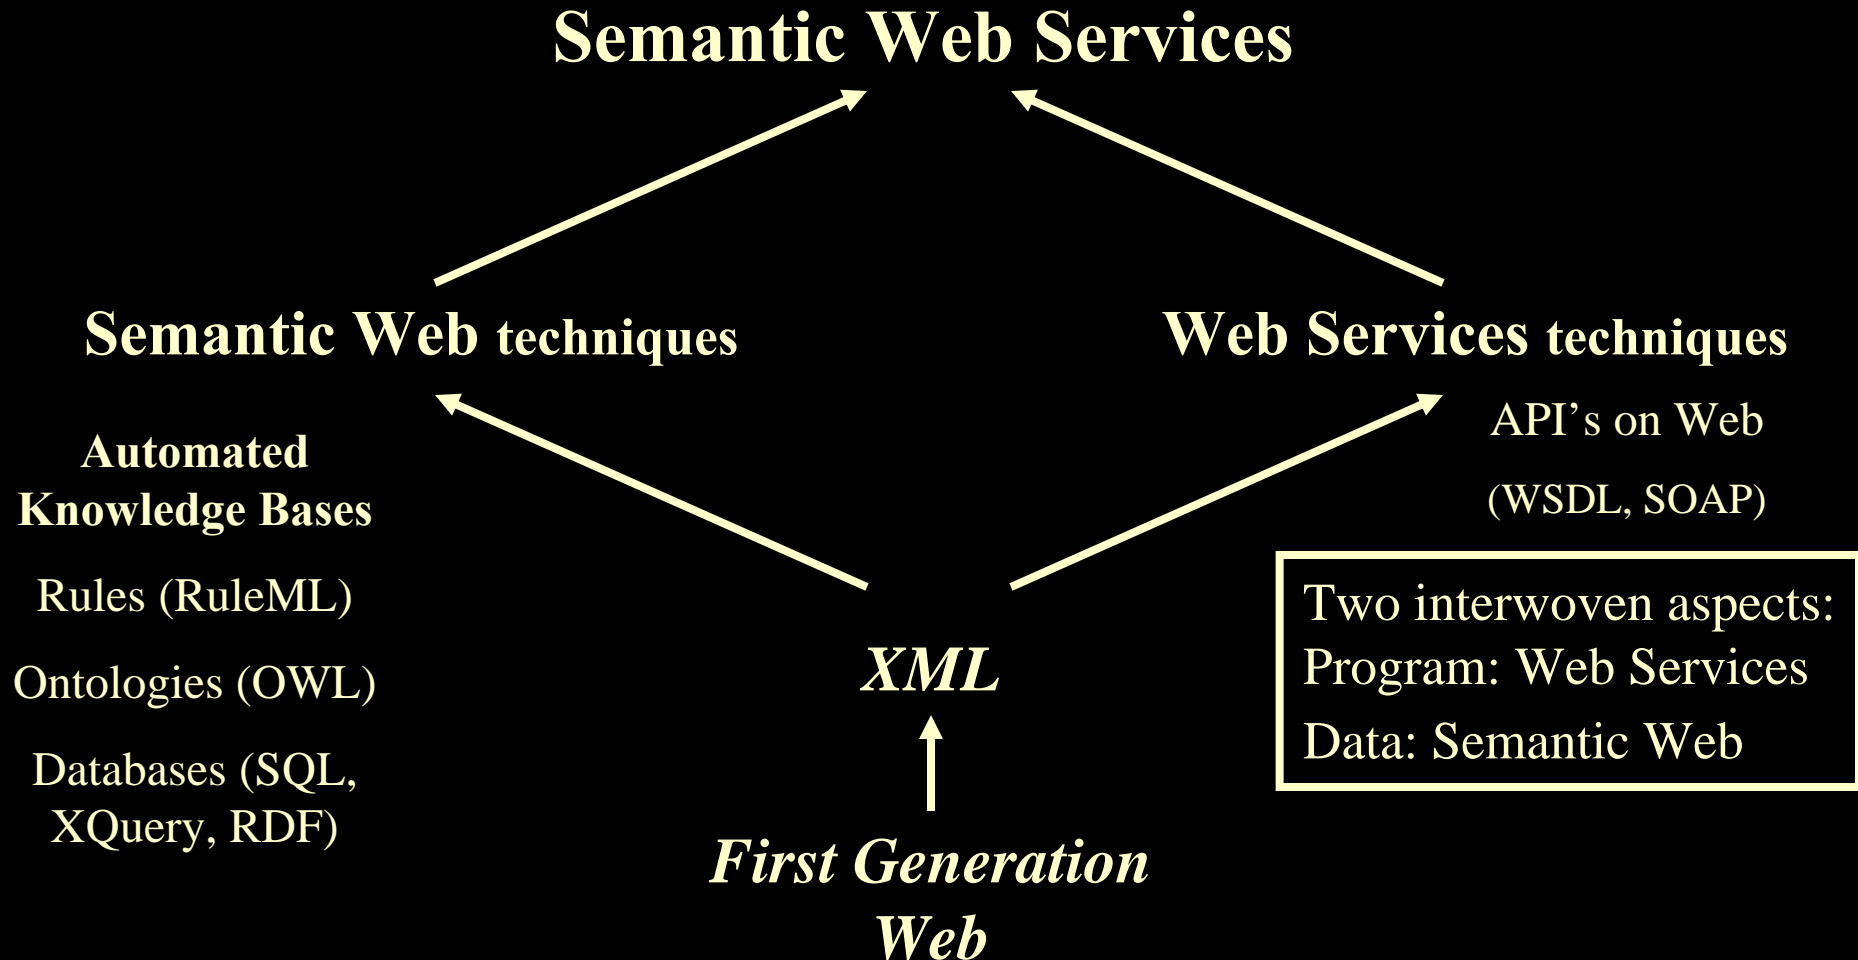 Semantic Web Services
Semantic Web techniques
Web Services techniques
Automated
Knowledge Bases
Rules (RuleML)
Ontologies (OWL)
Databases (SQL,
XQuery, RDF)
API’s on Web
(WSDL, SOAP)
Two interwoven aspects:
Program: Web Services
Data: Semantic Web
XML
First Generation
Web